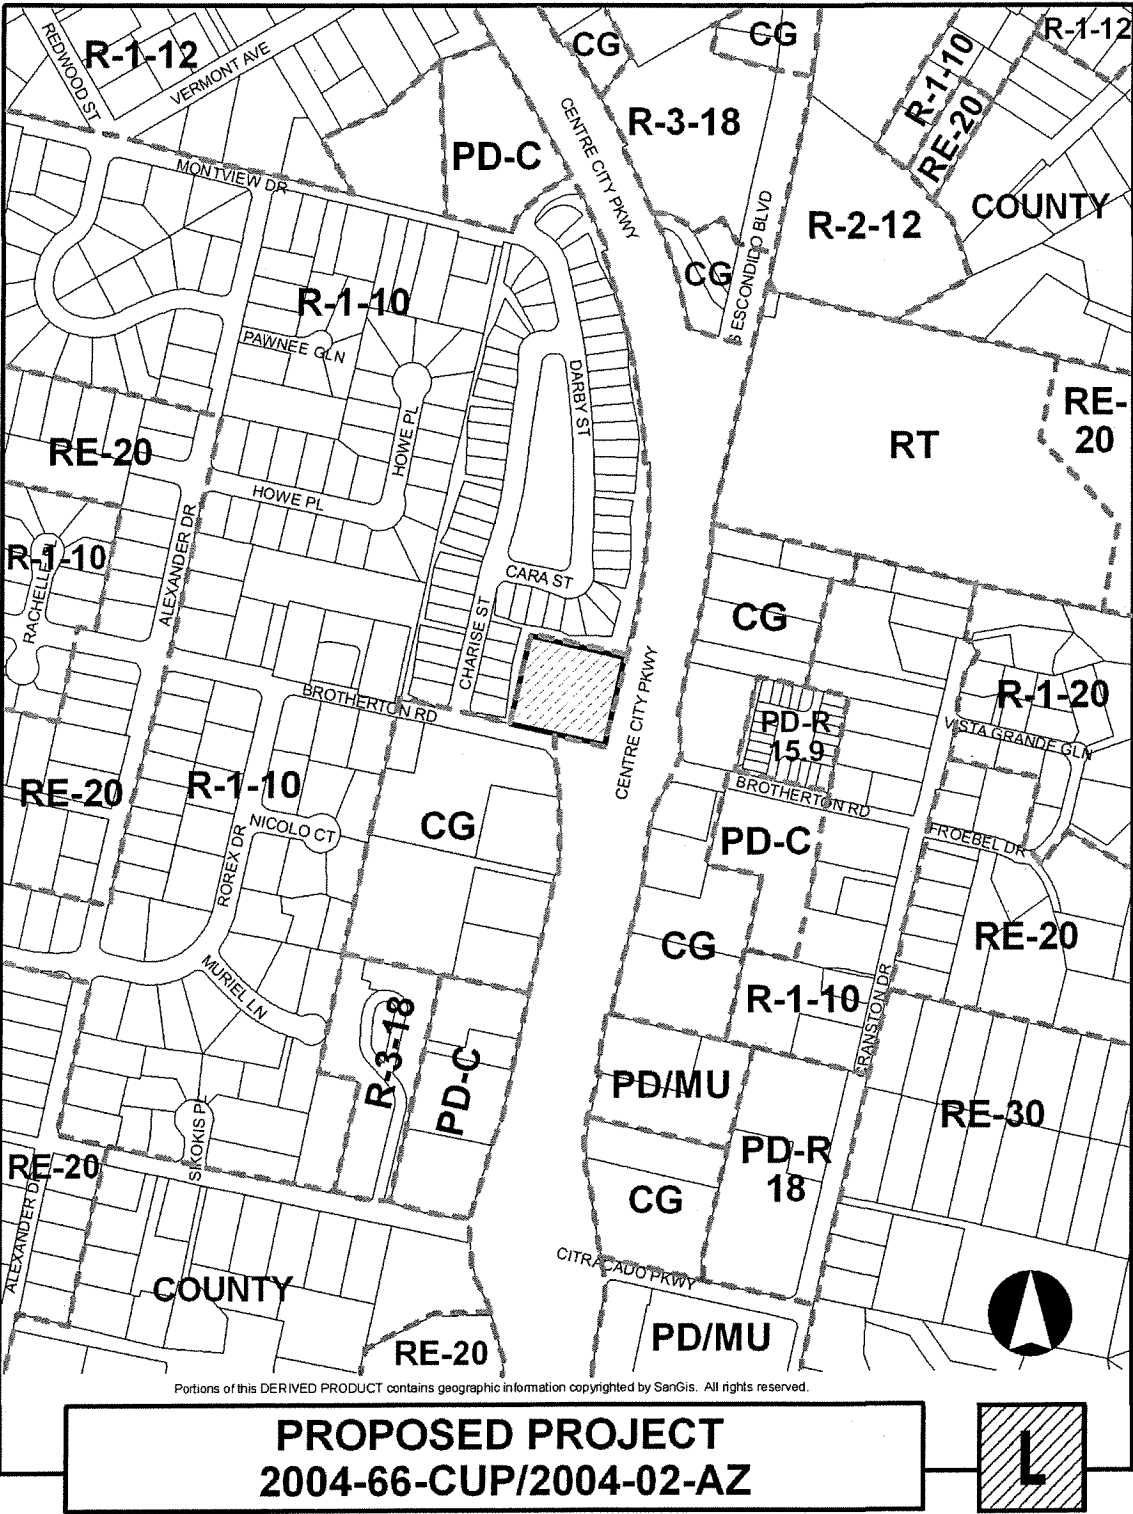 R-1-12
CG
CG
R-1-12
REDWOOD ST
VERMONT AVE
R-1-10
RE-20
R-3-18
PD-C
CENTRE CITY PKWY
MONTVIEW DR
COUNTY
R-2-12
S ESCONDIDO BLVD
CG
R-1-10
PAWNEE GLN
DARBY ST
HOWE PL
RE-
20
RT
RE-20
HOWE PL
ALEXANDER DR
R-1-10
RACHELLE PL
CARA ST
CHARISE ST
CG
CENTRE CITY PKWY
BROTHERTON RD
R-1-20
PD-R
15.9
VISTA GRANDE GLN
RE-20
R-1-10
NICOLO CT
ROREX DR
CG
BROTHERTON RD
PD-C
FROEBEL DR
RE-20
CG
MURIEL LN
R-1-10
CRANSTON DR
R-3-18
PD-C
PD/MU
RE-30
SIKOKIS PL
RE-20
ALEXANDER DR
PD-R
18
CG
CITRACADO PKWY
COUNTY
RE-20
PD/MU
Portions of this DERIVED PRODUCT contains geographic information copyrighted by SanGis. All rights reserved.
PROPOSED PROJECT
2004-66-CUP/2004-02-AZ
L